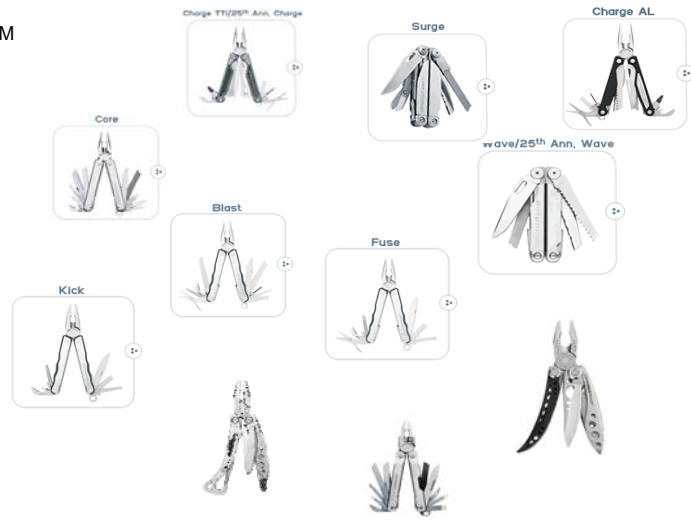 M
Charge TTi/25th Ann, Charge
Surge
Charge AL
Core
Wave/25th Ann, Wave
Blast
Fuse
Kick